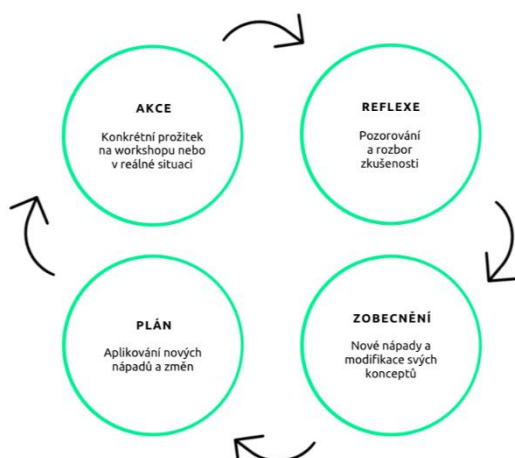 AKCE
Konkrétní prožitek
na workshopu nebo
v reálné situaci
REFLEXE
Pozorování
a rozbor
zkušenosti
PLÁN
Aplikování nových
nápadů a změn
ZOBECNĚNÍ
Nové nápady a
modifikace svých
konceptů